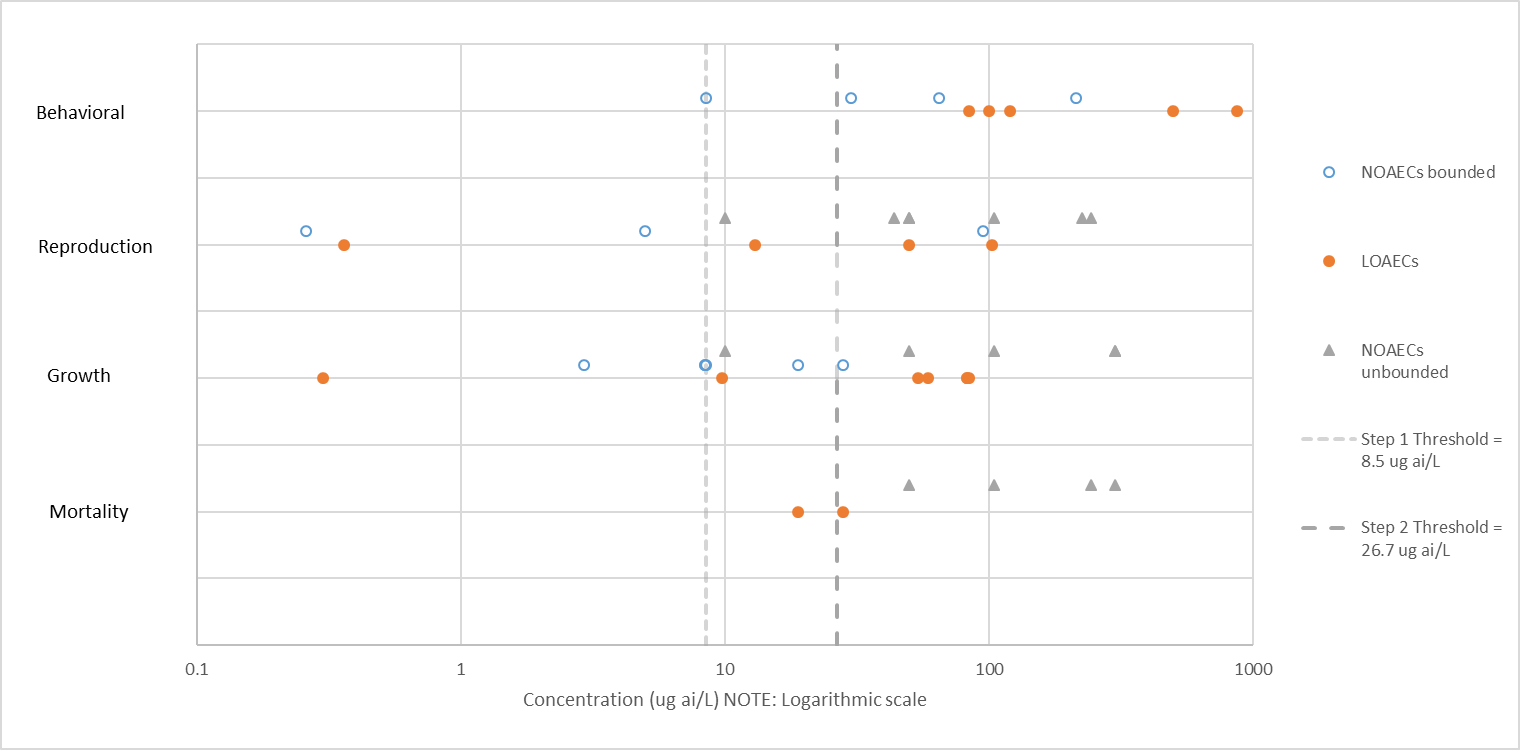 Behavioral
Reproduction
Growth
Mortality
0.1
1
10
100
1000
Concentration (ug ai/L) NOTE: Logarithmic scale
NOAECs bounded
LOAECs
NOAECs
unbounded
Step 1 Threshold =
8.5 ug ai/L
Step 2 Threshold =
26.7 ug ai/L